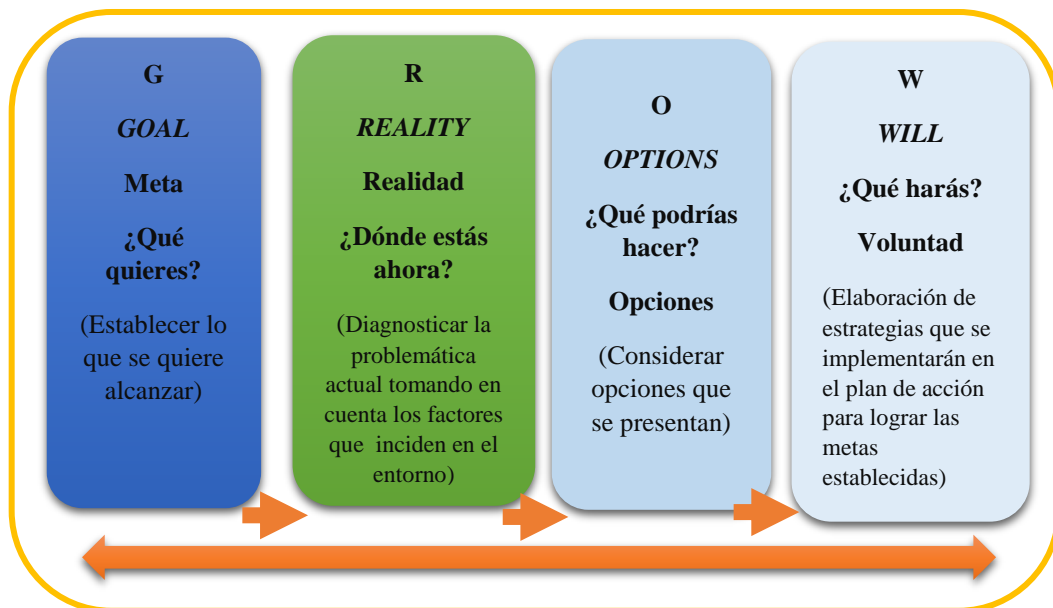 G
GOAL
Meta
¿Qué
quieres?
(Establecer lo
que se quiere
alcanzar)
R
REALITY
Realidad
¿Dónde estás
ahora?
(Diagnosticar la
problemática
actual tomando en
cuenta los factores
que inciden en el
entorno)
O
OPTIONS
¿Qué podrías
hacer?
Opciones
(Considerar
opciones que
se presentan)
W
WILL
¿Qué harás?
Voluntad
(Elaboración de
estrategias que se
implementarán en
el plan de acción
para lograr las
metas
establecidas)